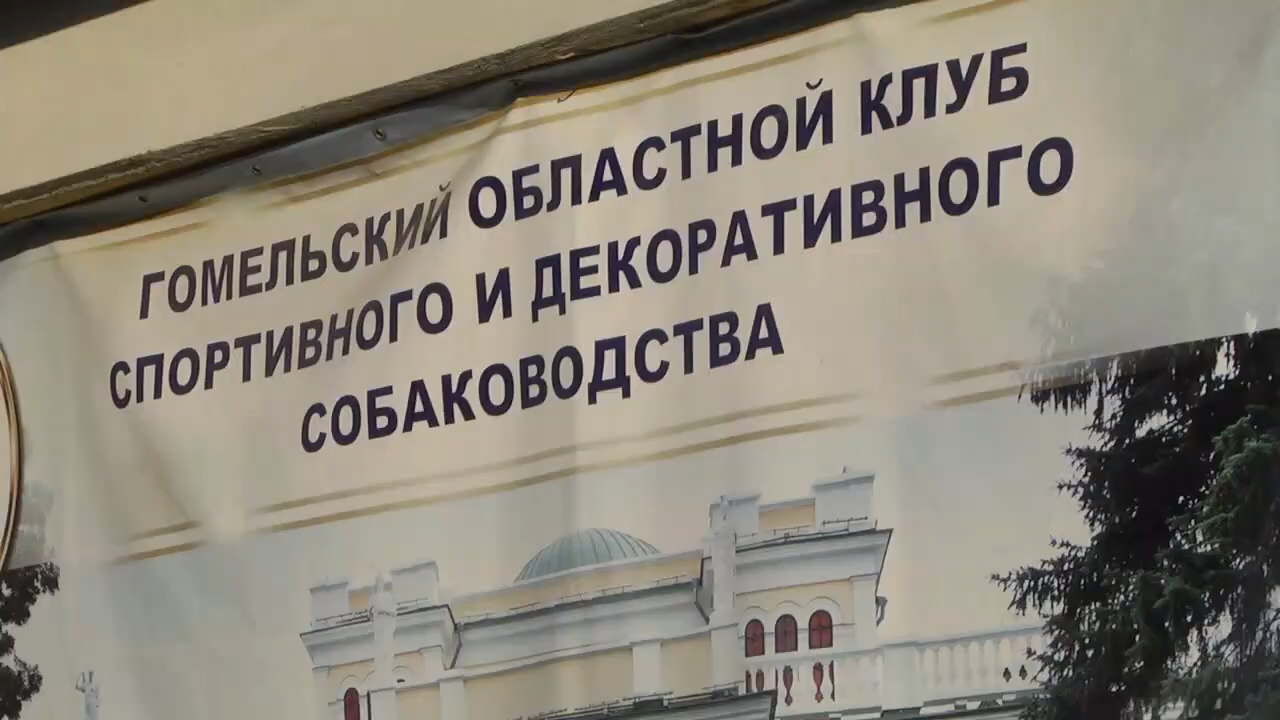 ГОМЕЛЬСКИЙ ОБЛАСТНОЙ КЛУБ
СПОРТИВНОГО И ДЕКОРАТИВНОГО
СОБАКОВОДСТВА